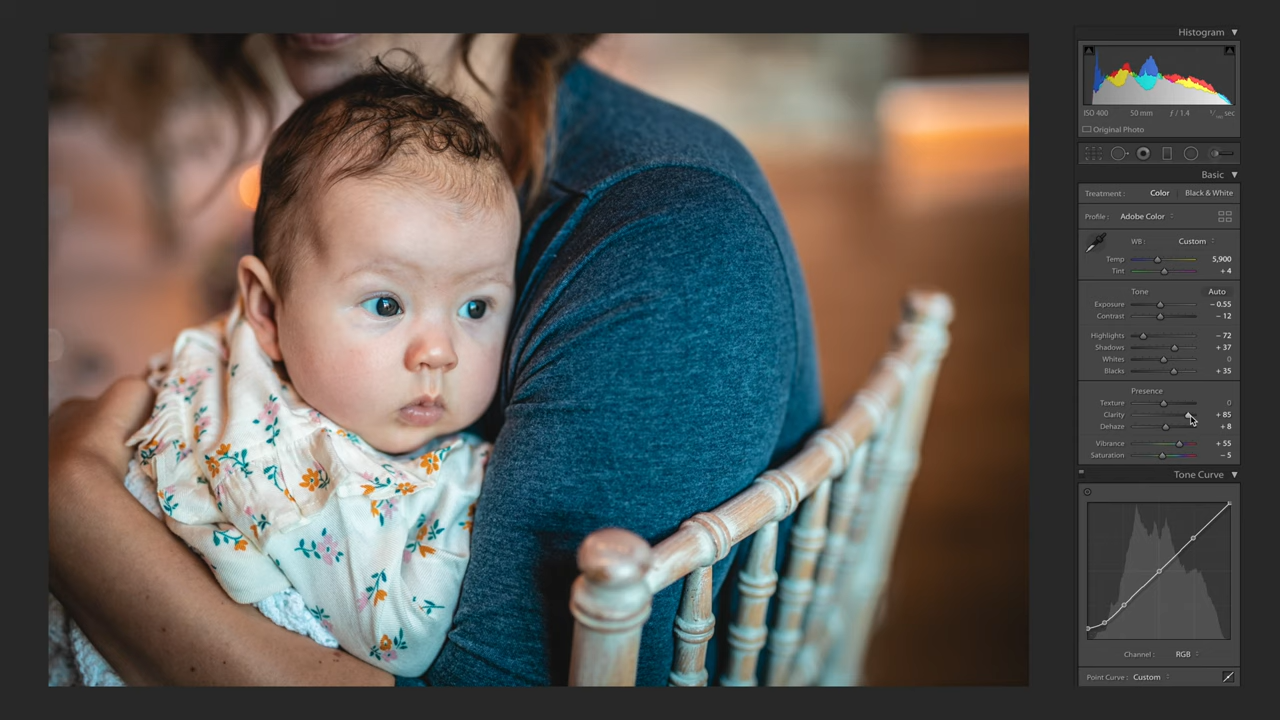 Histogram
ISO 400 50 mm ƒ / 1.4 sec
Original Photo
Basic
Treatment : Color Black & White
Profile : Adobe Color
WB : Custom
Temp 5,900
Tint + 4
Tone Auto
Exposure − 0.55
Contrast − 12
Highlights − 72
Shadows + 37
Whites 0
Blacks + 35
Presence
Texture 0
Clarity + 85
Dehaze + 8
Vibrance + 55
Saturation − 5
Tone Curve
Channel : RGB
Point Curve : Custom